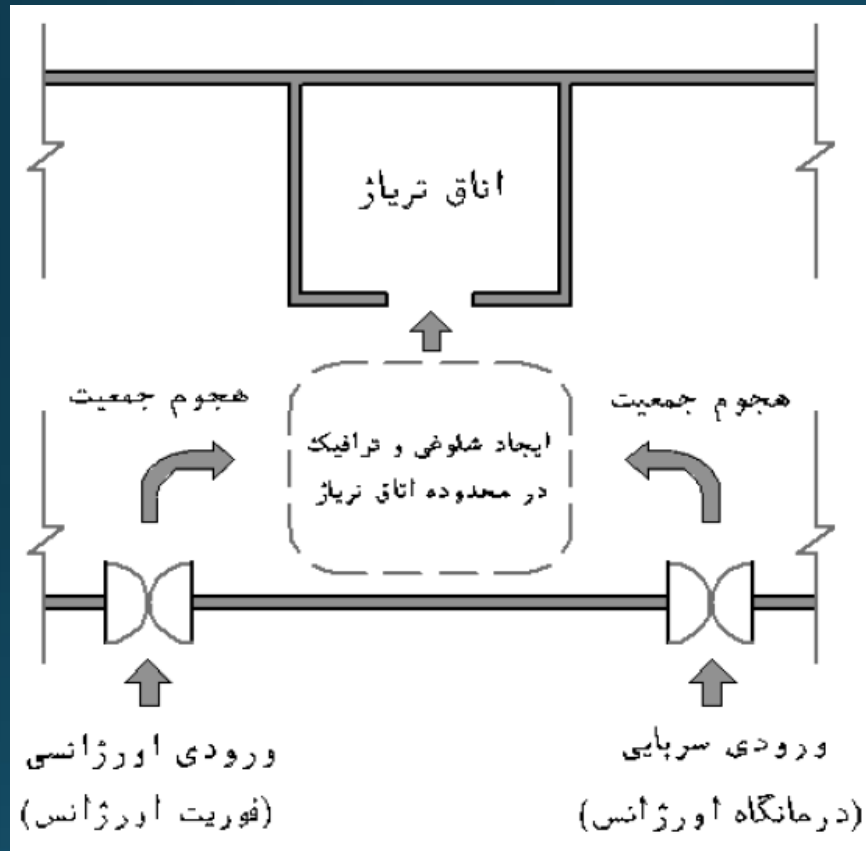 اتاق تریاژ
هجوم جمعیت
هجوم جمعیت
ایجاد شلوغی و ترافیک
در محدوده اتاق تریاژ
ورودی سرپایی
(درمانگاه اورژانس)
ورودی اورژانسی
(فوریت اورژانس)